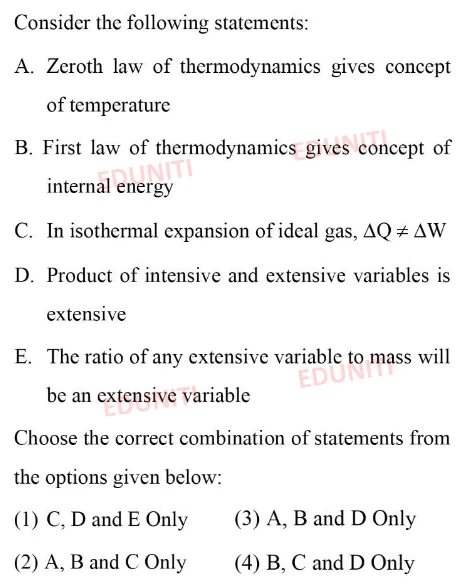 Consider the following statements:
A. Zeroth law of thermodynamics gives concept
of temperature
B. First law of thermodynamics gives concept of
internal energy
C. In isothermal expansion of ideal gas, ΔQ ≠ ΔW
D. Product of intensive and extensive variables is
extensive
E. The ratio of any extensive variable to mass will
be an extensive variable
Choose the correct combination of statements from
the options given below:
(1) C, D and E Only (3) A, B and D Only
(2) A, B and C Only (4) B, C and D Only
EDUNITI
EDUNITI
EDUNITI
EDUNITI